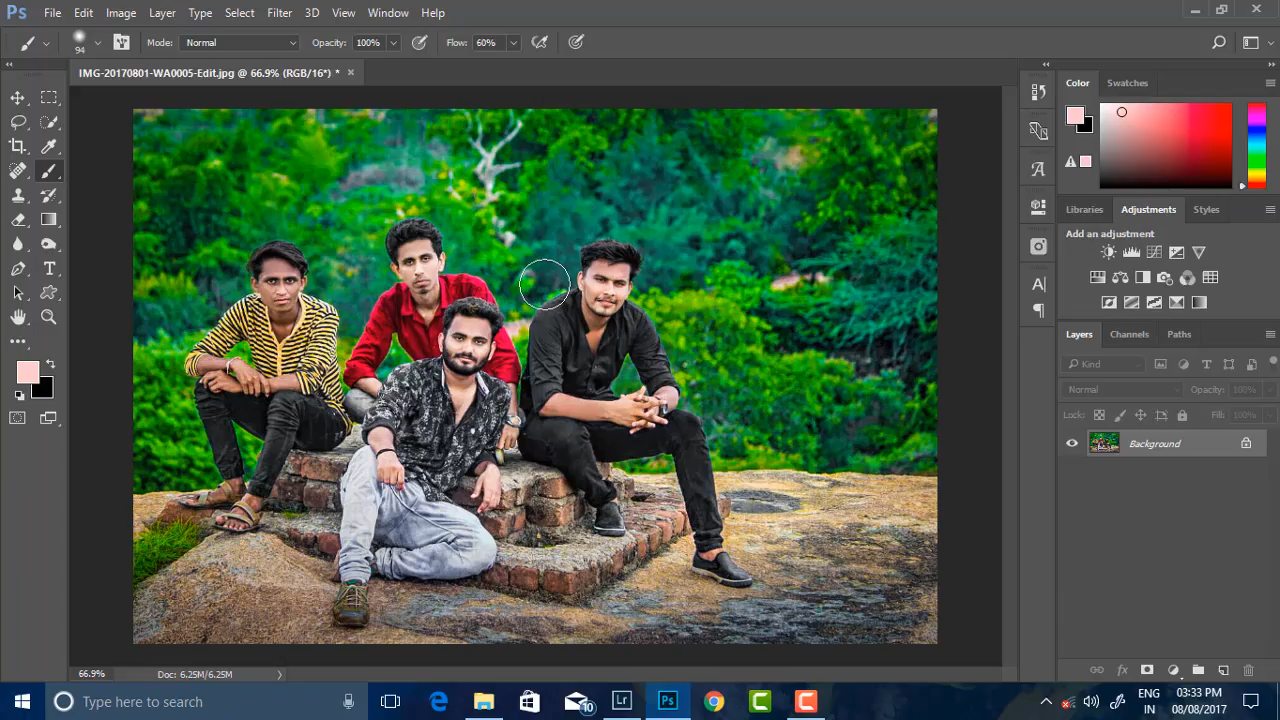 Ps File Edit Image Layer Type Select Filter 3D View Window Help
94 Mode: Normal Opacity: 100% Flow: 60%
IMG-20170801-WA0005-Edit.jpg @ 66.9% (RGB/16*) * ×
Color Swatches
Libraries Adjustments Styles
Add an adjustment
Layers Channels Paths
Kind
Normal Opacity: 100%
Lock: Fill: 100%
Background
66.9% Doc: 6.25M/6.25M
Type here to search
10
Lr
Ps
ENG
IN
03:33 PM
08/08/2017